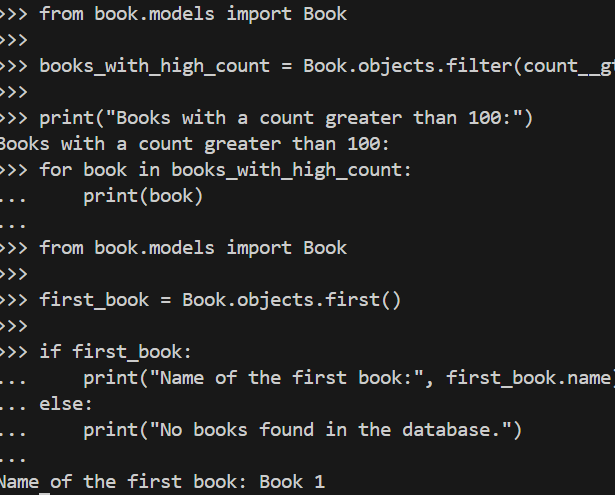 >>> from book.models import Book
>>>
>>> books_with_high_count = Book.objects.filter(count__g
>>>
>>> print("Books with a count greater than 100:")
Books with a count greater than 100:
>>> for book in books_with_high_count:
...     print(book)
...
>>> from book.models import Book
>>>
>>> first_book = Book.objects.first()
>>>
>>> if first_book:
...     print("Name of the first book:", first_book.name)
... else:
...     print("No books found in the database.")
...
Name of the first book: Book 1